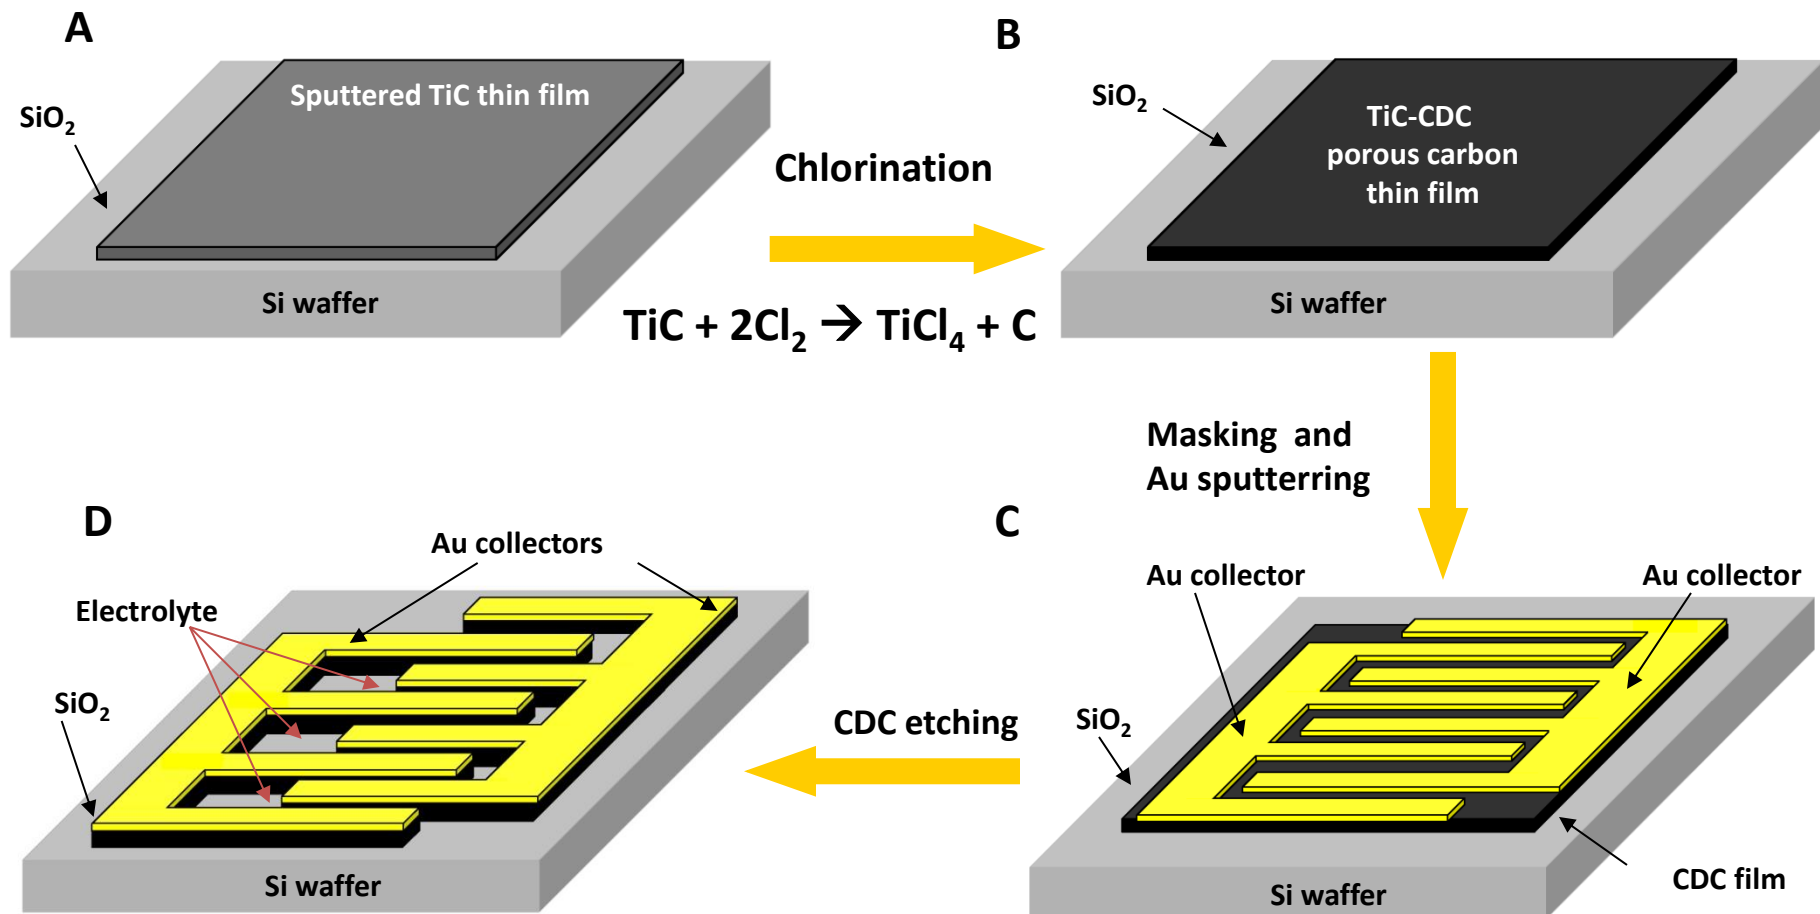 A
Sputtered TiC thin film
SiO₂
Si waffer
Chlorination
TiC + 2Cl₂ → TiCl₄ + C
B
SiO₂
TiC-CDC
porous carbon
thin film
Si waffer
Masking and
Au sputterring
C
Au collector
Au collector
SiO₂
CDC film
Si waffer
CDC etching
D
Au collectors
Electrolyte
SiO₂
Si waffer